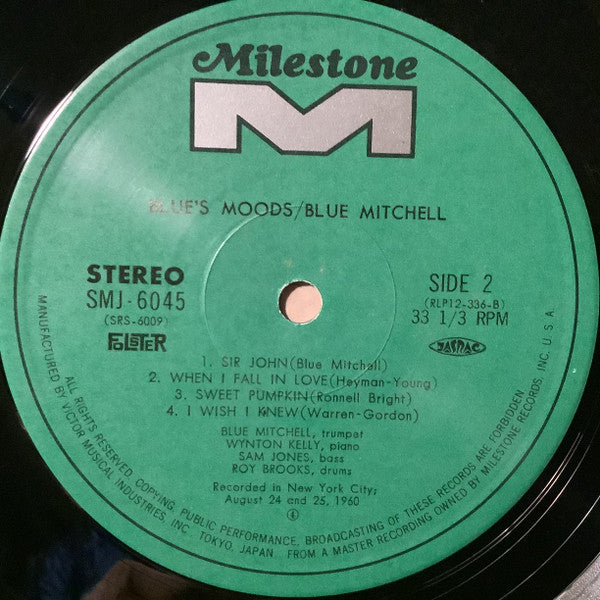 Milestone
M
BLUE'S MOODS/BLUE MITCHELL
STEREO
SMJ-6045
(SRS-6009)
FOLSTER
SIDE 2
(RLP12-336-B)
33 1/3 RPM
JASRAC
1. SIR JOHN(Blue Mitchell)
2. WHEN I FALL IN LOVE(Heyman-Young)
3. SWEET PUMPKIN(Ronnell Bright)
4. I WISH I KNEW(Warren-Gordon)
BLUE MITCHELL, trumpet
WYNTON KELLY, piano
SAM JONES, bass
ROY BROOKS, drums
Recorded in New York City;
August 24 and 25, 1960
MANUFACTURED BY VICTOR MUSICAL INDUSTRIES, INC. TOKYO, JAPAN. FROM A MASTER RECORDING OWNED BY MILESTONE RECORDS, INC. U.S.A.
ALL RIGHTS RESERVED. COPYING, PUBLIC PERFORMANCE, BROADCASTING OF THESE RECORDS ARE FORBIDDEN